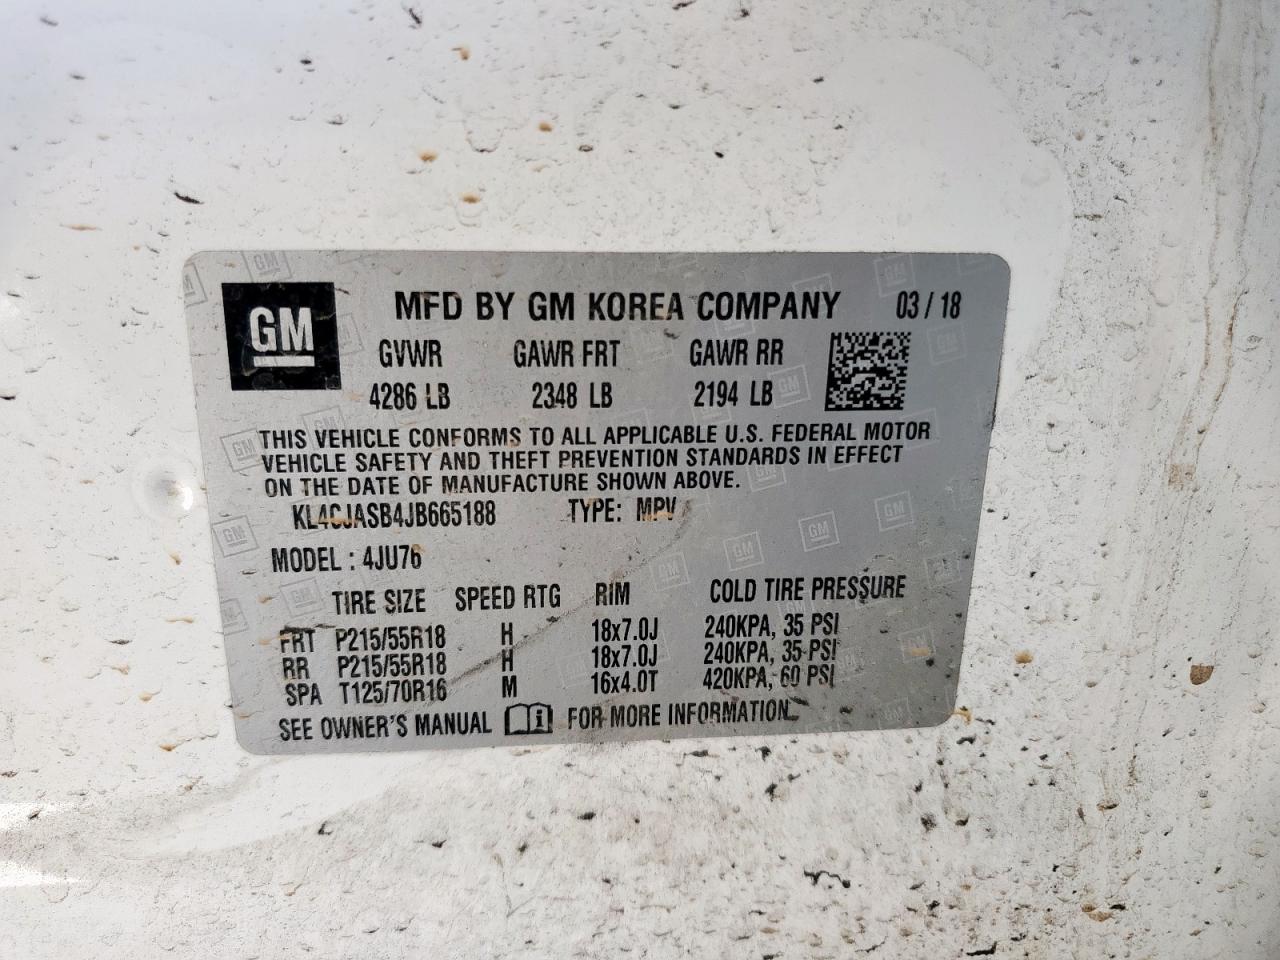 GM
MFD BY GM KOREA COMPANY 03 / 18
GVWR GAWR FRT GAWR RR
4286 LB 2348 LB 2194 LB
THIS VEHICLE CONFORMS TO ALL APPLICABLE U.S. FEDERAL MOTOR
VEHICLE SAFETY AND THEFT PREVENTION STANDARDS IN EFFECT
ON THE DATE OF MANUFACTURE SHOWN ABOVE.
KL4CJASB4JB665188 TYPE: MPV
MODEL : 4JU76
TIRE SIZE SPEED RTG RIM COLD TIRE PRESSURE
FRT P215/55R18 H 18x7.0J 240KPA, 35 PSI
RR P215/55R18 H 18x7.0J 240KPA, 35 PSI
SPA T125/70R16 M 16x4.0T 420KPA, 60 PSI
SEE OWNER'S MANUAL FOR MORE INFORMATION.